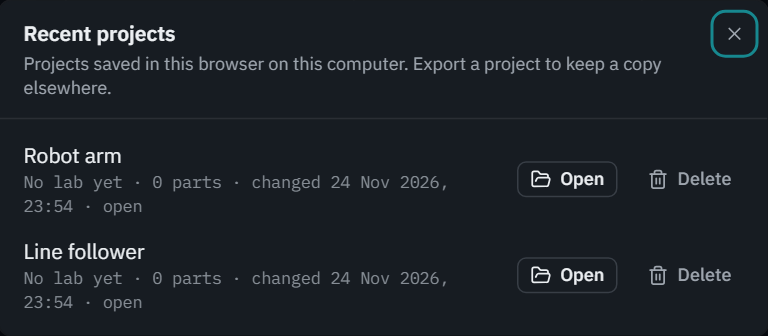 Recent projects
Projects saved in this browser on this computer. Export a project to keep a copy
elsewhere.
Robot arm
No lab yet · 0 parts · changed 24 Nov 2026,
23:54 · open
Open
Delete
Line follower
No lab yet · 0 parts · changed 24 Nov 2026,
23:54 · open
Open
Delete